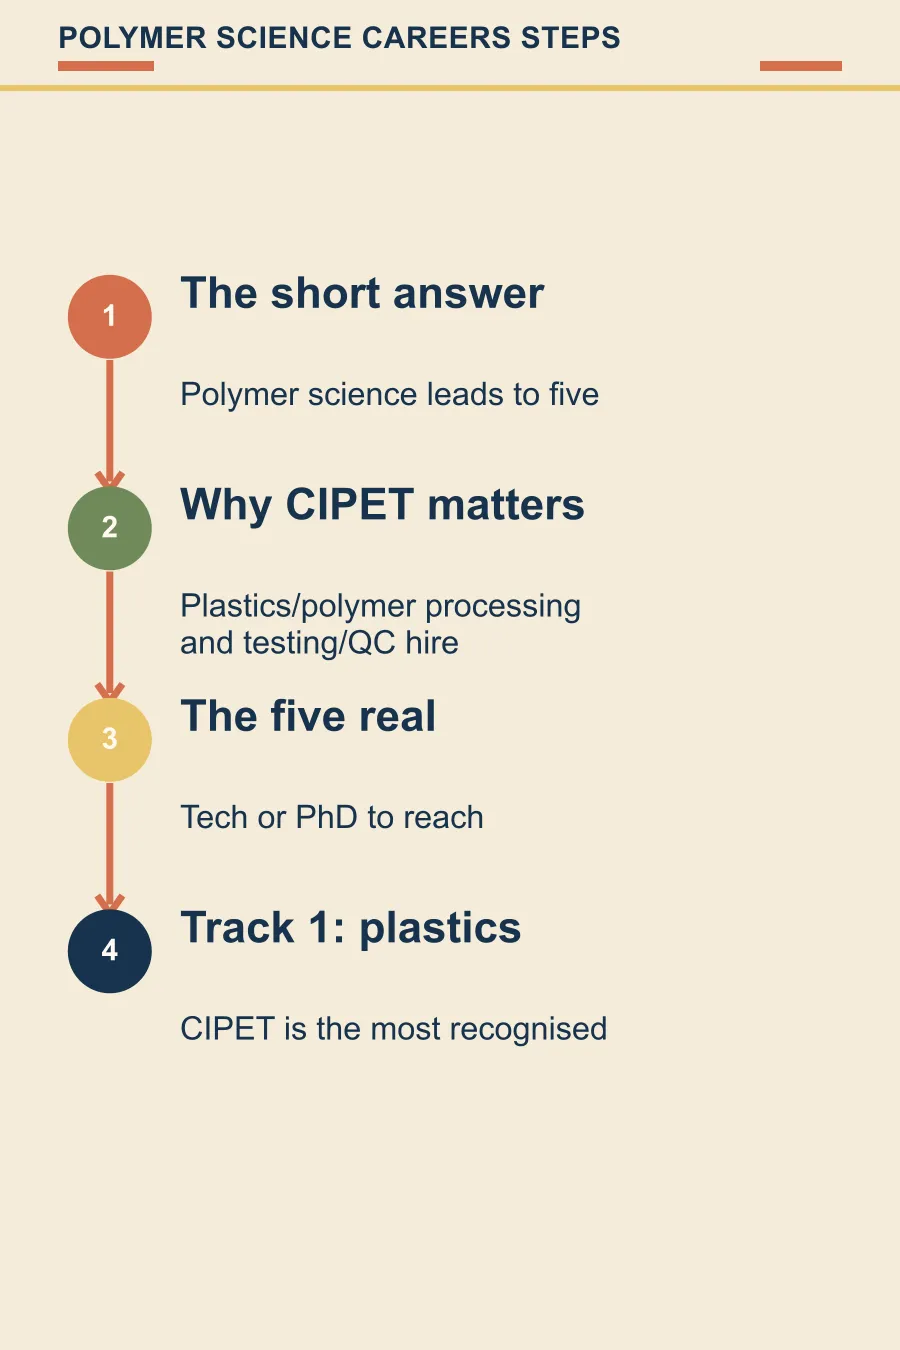 POLYMER SCIENCE CAREERS STEPS
1
The short answer
Polymer science leads to five
2
Why CIPET matters
Plastics/polymer processing
and testing/QC hire
3
The five real
Tech or PhD to reach
4
Track 1: plastics
CIPET is the most recognised